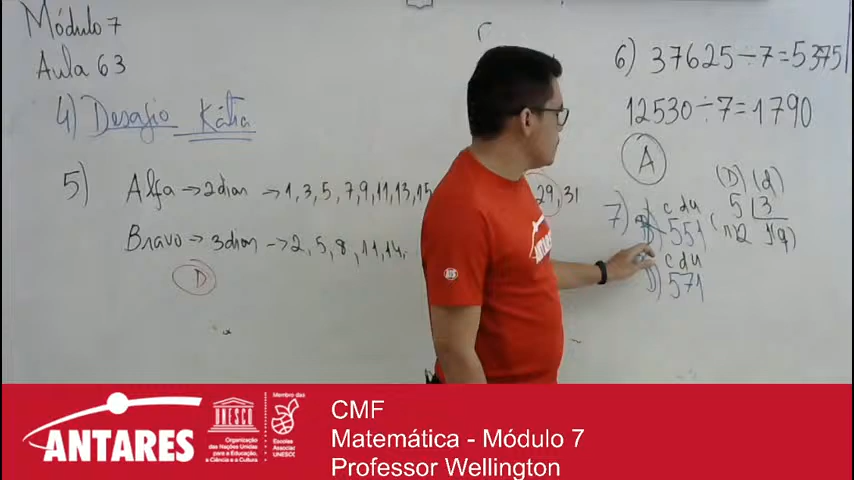 Módulo 7
Aula 63
4) Desafio Kátia
5) Alfa → 2 dias → 1, 3, 5, 7, 9, 11, 13, 15
29, 31
Bravo → 3 dias → 2, 5, 8, 11, 14,
D
6) 37625 ÷ 7 = 5375
12530 ÷ 7 = 1790
A
7)
c d u
551
c d u
D) 571
(D) (d)
5 3
2 1 (q)
ANTARES
UNESCO
Organização
das Nações Unidas
para a Educação,
a Ciência e a Cultura
Membro das
Escolas
Associadas
UNESCO
CMF
Matemática - Módulo 7
Professor Wellington